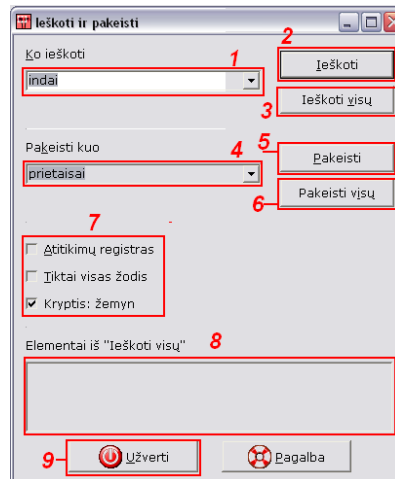 Ieškoti ir pakeisti
2
Ko ieškoti
1
Ieškoti
indai
3
Ieškoti visų
Pakeisti kuo
4
5
Pakeisti
prietaisai
6
Pakeisti visų
7
Atitikimų registras
Tiktai visas žodis
Kryptis: žemyn
Elementai iš "Ieškoti visų"
8
9
Užverti
Pagalba